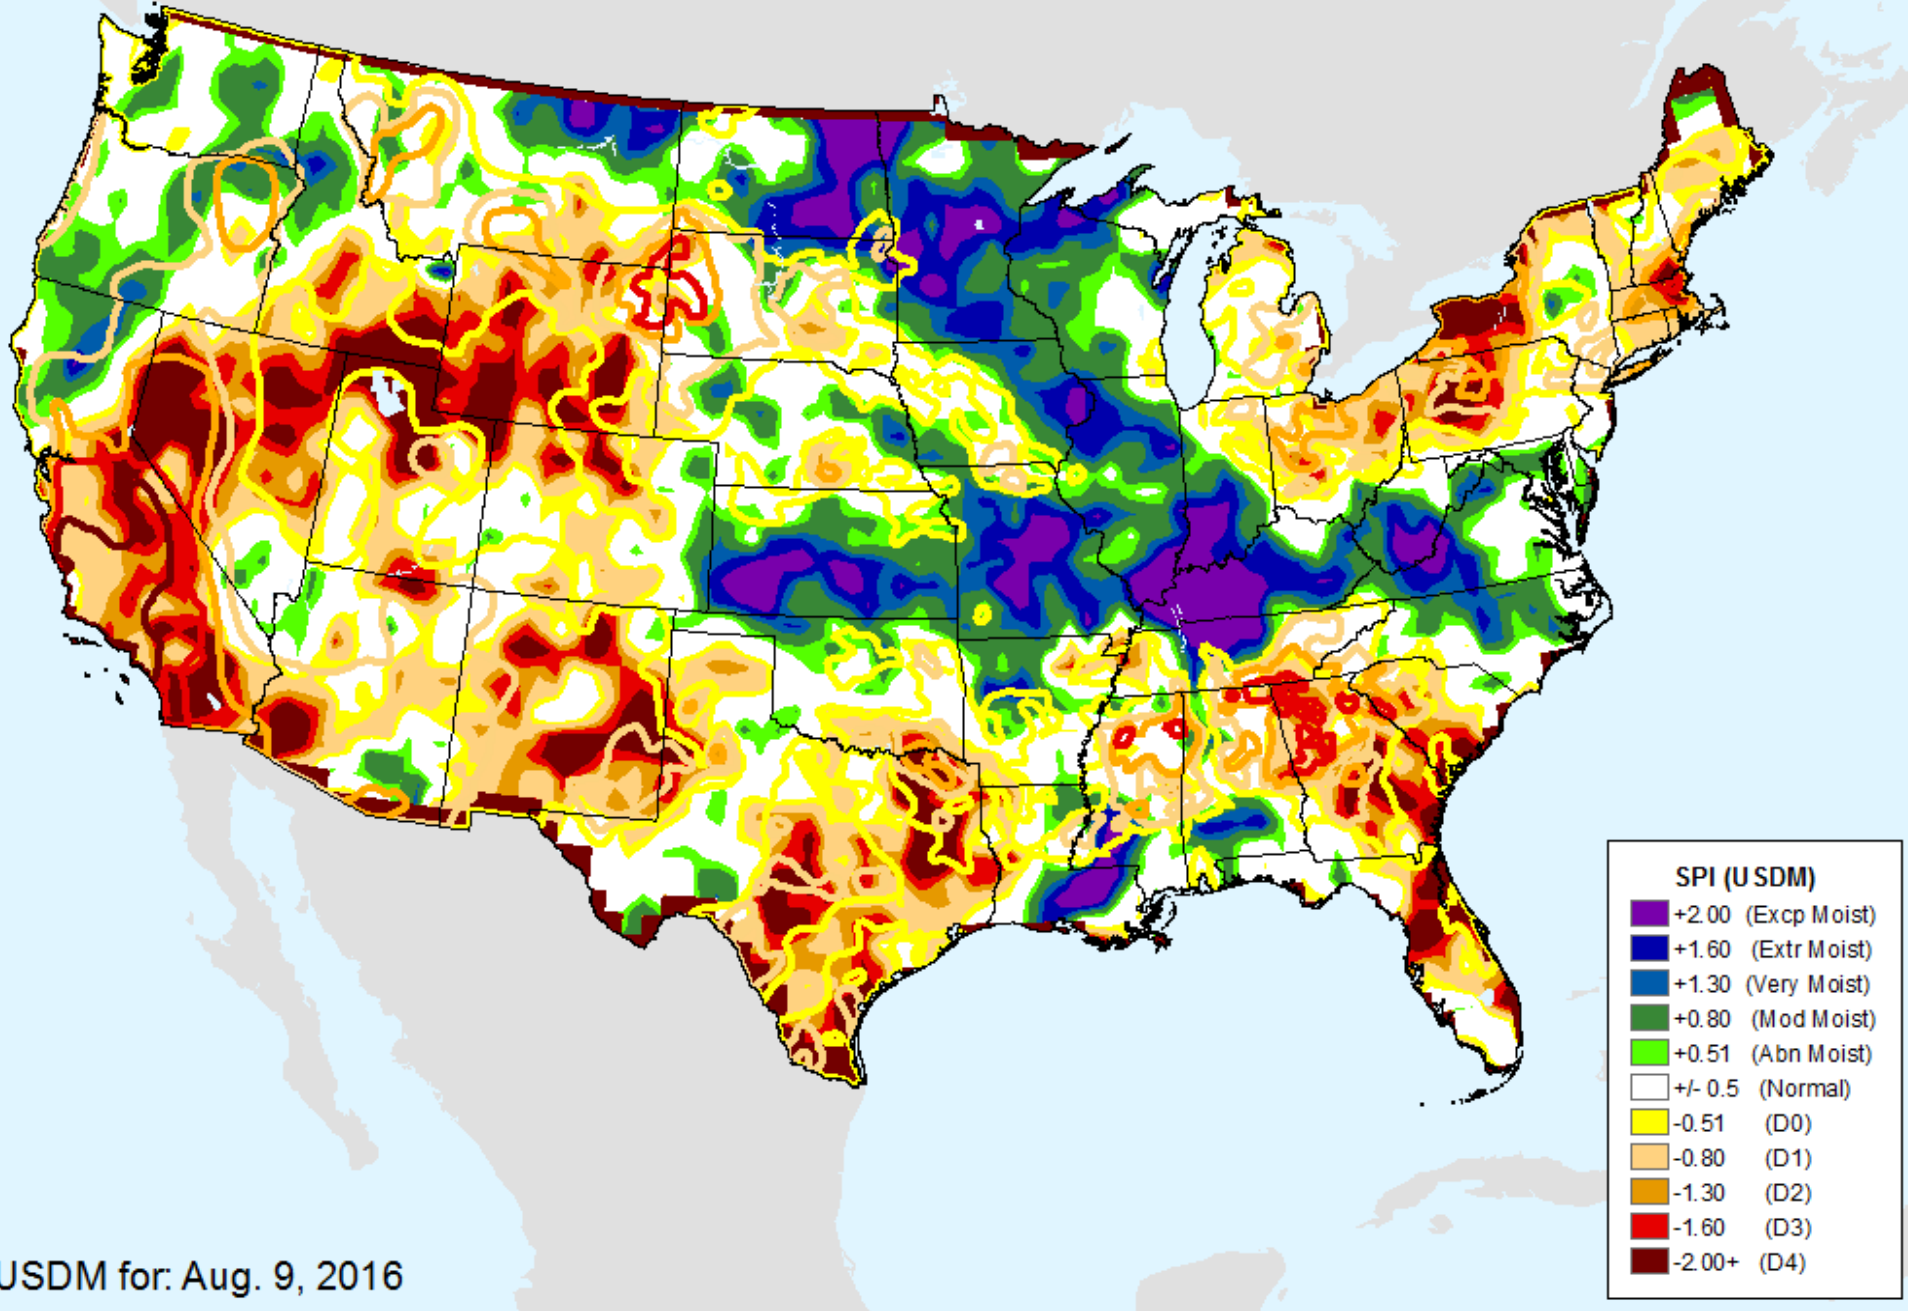 SPI (USDM)
+2.00 (Excp Moist)
+1.60 (Extr Moist)
+1.30 (Very Moist)
+0.80 (Mod Moist)
+0.51 (Abn Moist)
+/- 0.5 (Normal)
-0.51 (D0)
-0.80 (D1)
-1.30 (D2)
-1.60 (D3)
-2.00+ (D4)
USDM for: Aug. 9, 2016